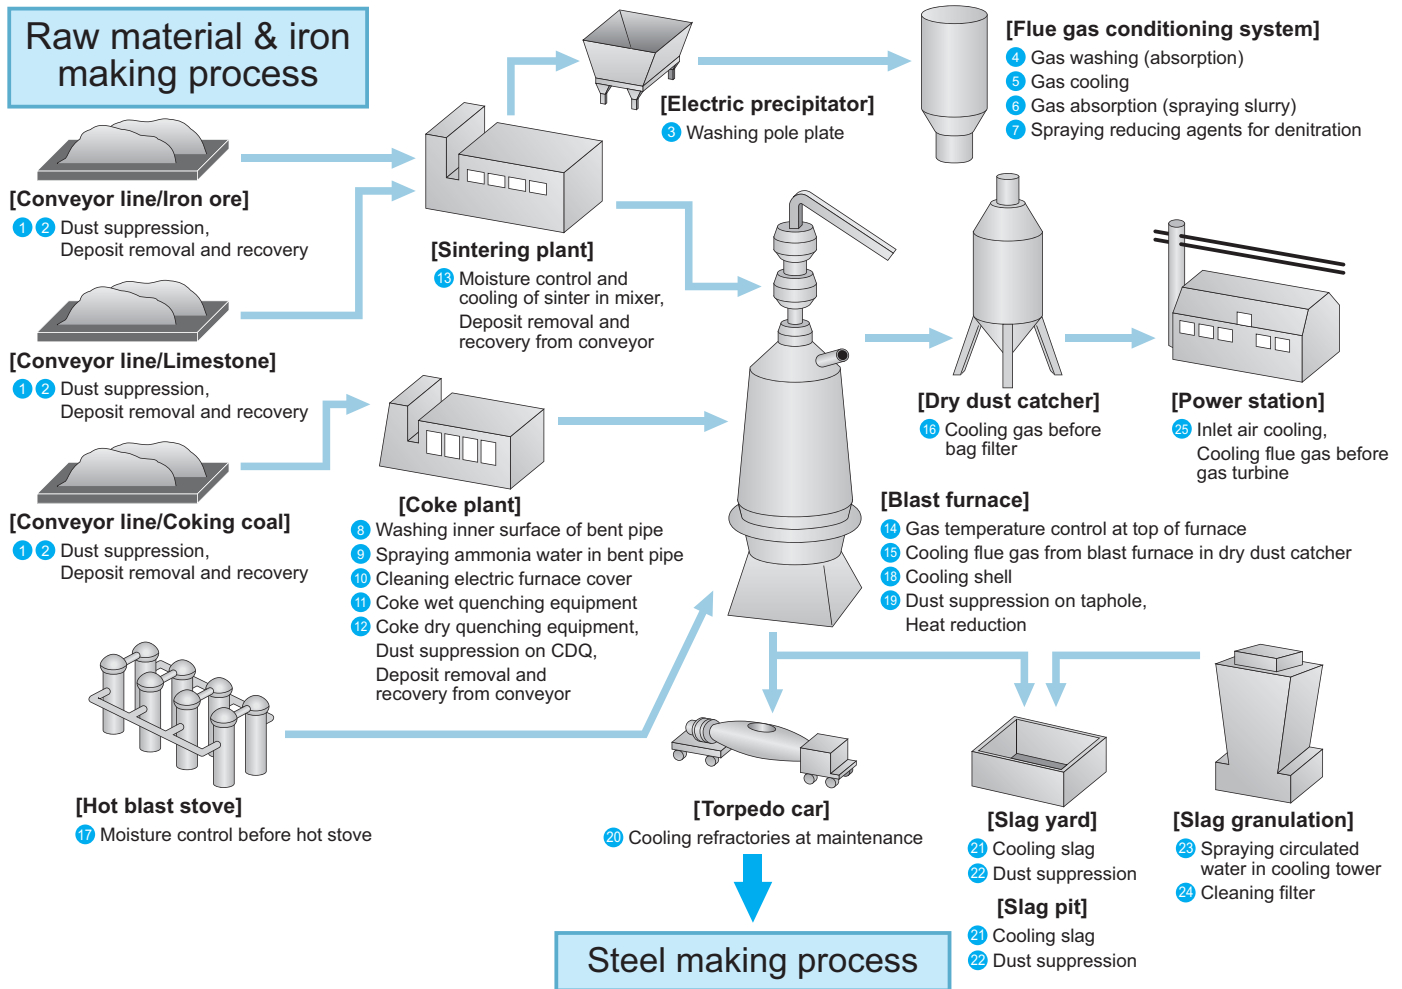 Raw material & iron
making process
[Conveyor line/Iron ore]
1 2 Dust suppression,
Deposit removal and recovery
[Conveyor line/Limestone]
1 2 Dust suppression,
Deposit removal and recovery
[Conveyor line/Coking coal]
1 2 Dust suppression,
Deposit removal and recovery
[Electric precipitator]
3 Washing pole plate
[Flue gas conditioning system]
4 Gas washing (absorption)
5 Gas cooling
6 Gas absorption (spraying slurry)
7 Spraying reducing agents for denitration
[Sintering plant]
13 Moisture control and
cooling of sinter in mixer,
Deposit removal and
recovery from conveyor
[Coke plant]
8 Washing inner surface of bent pipe
9 Spraying ammonia water in bent pipe
10 Cleaning electric furnace cover
11 Coke wet quenching equipment
12 Coke dry quenching equipment,
Dust suppression on CDQ,
Deposit removal and
recovery from conveyor
[Dry dust catcher]
16 Cooling gas before
bag filter
[Power station]
25 Inlet air cooling,
Cooling flue gas before
gas turbine
[Blast furnace]
14 Gas temperature control at top of furnace
15 Cooling flue gas from blast furnace in dry dust catcher
18 Cooling shell
19 Dust suppression on taphole,
Heat reduction
[Hot blast stove]
17 Moisture control before hot stove
[Torpedo car]
20 Cooling refractories at maintenance
[Slag yard]
21 Cooling slag
22 Dust suppression
[Slag pit]
21 Cooling slag
22 Dust suppression
[Slag granulation]
23 Spraying circulated
water in cooling tower
24 Cleaning filter
Steel making process